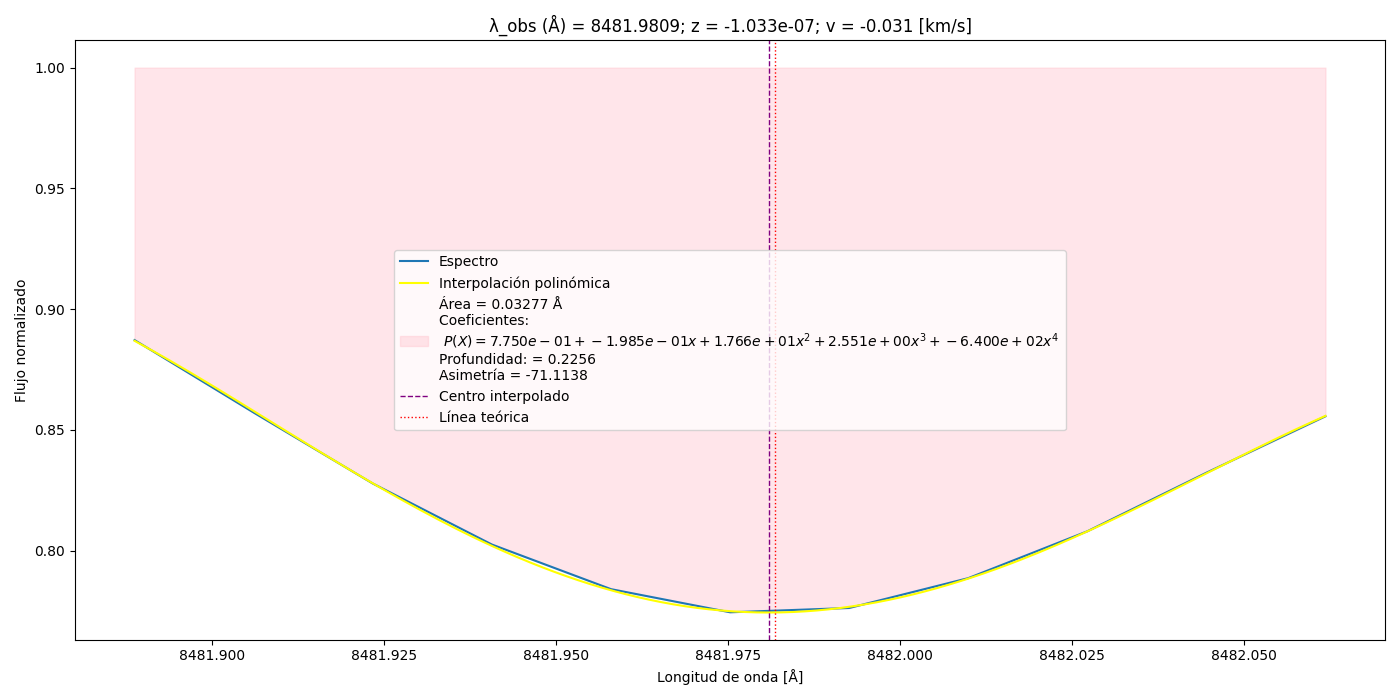 λ_obs (Å) = 8481.9809; z = -1.033e-07; v = -0.031 [km/s]
1.00
0.95
0.90
0.85
0.80
Flujo normalizado
Espectro
Interpolación polinómica
Área = 0.03277 Å
Coeficientes:
P(X) = 7.750e − 01 + −1.985e − 01x + 1.766e + 01x² + 2.551e + 00x³ + −6.400e + 02x⁴
Profundidad: = 0.2256
Asimetría = -71.1138
Centro interpolado
Línea teórica
8481.900 8481.925 8481.950 8481.975 8482.000 8482.025 8482.050
Longitud de onda [Å]